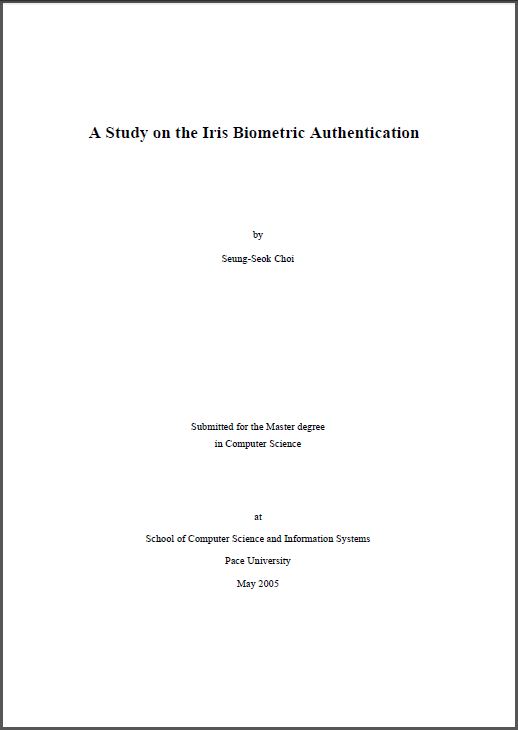 A Study on the Iris Biometric Authentication
by
Seung-Seok Choi
Submitted for the Master degree
in Computer Science
at
School of Computer Science and Information Systems
Pace University
May 2005